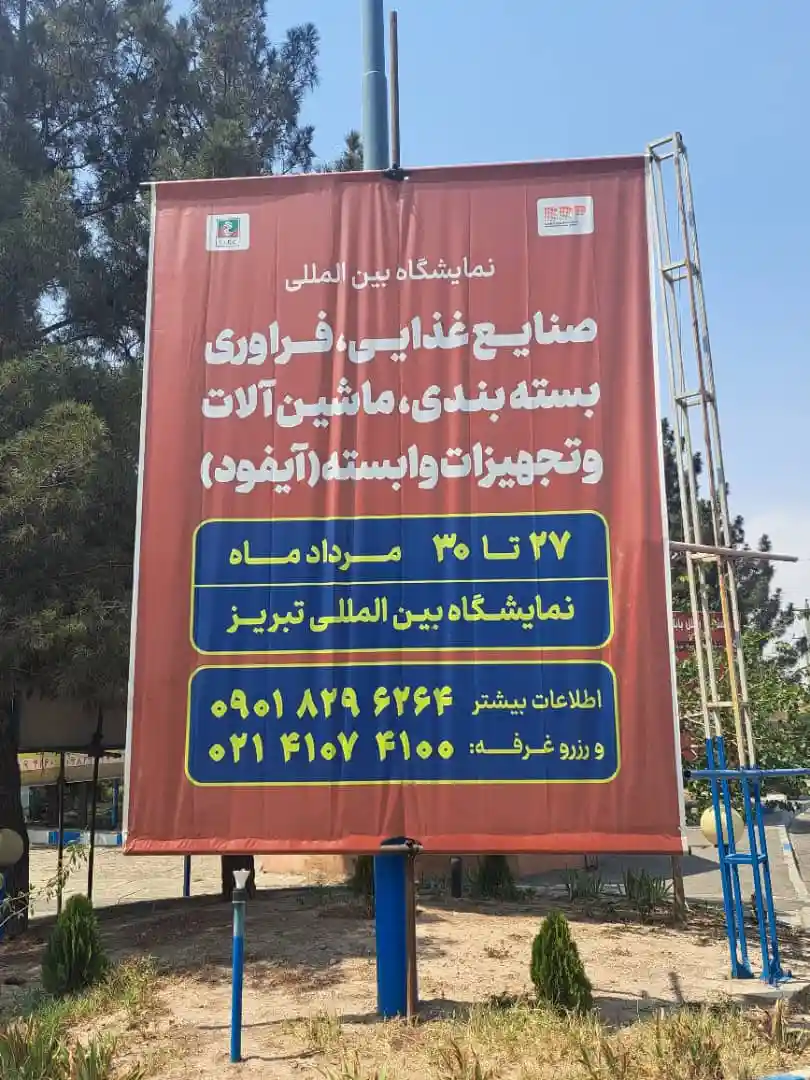 نمایشگاه بین المللی
صنایع غذایی، فراوری
بسته بندی، ماشین آلات
و تجهیزات وابسته (آیفود)
۲۷ تا ۳۰ مرداد ماه
نمایشگاه بین المللی تبریز
اطلاعات بیشتر ۰۹۰۱ ۸۲۹ ۶۲۶۴
و رزرو غرفه: ۰۲۱ ۴۱۰۷ ۴۱۰۰